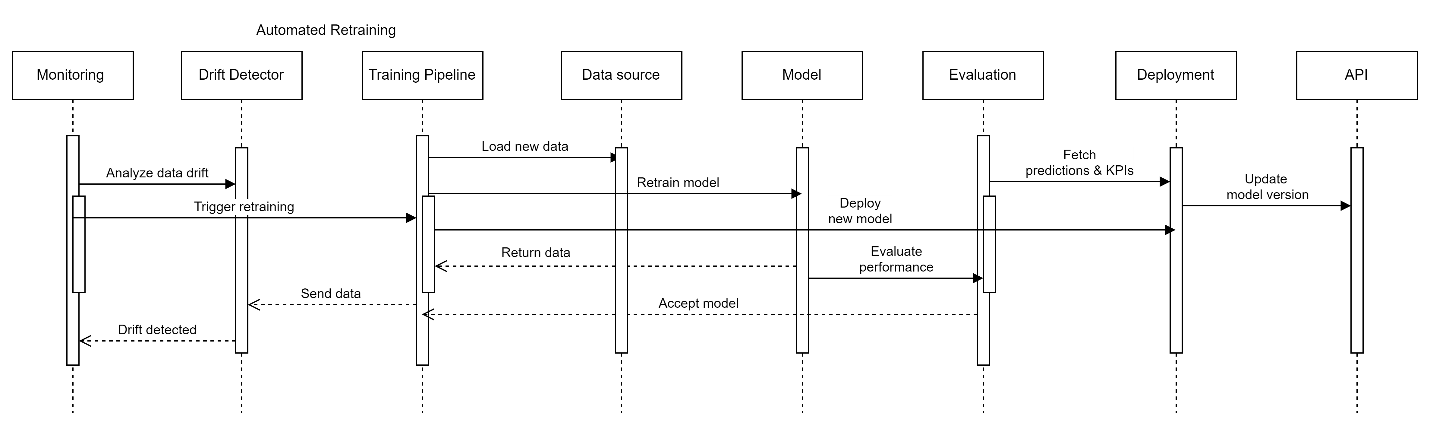 Automated Retraining
Monitoring
Drift Detector
Training Pipeline
Data source
Model
Evaluation
Deployment
API
Load new data
Fetch
predictions & KPIs
Analyze data drift
Retrain model
Update
model version
Trigger retraining
Deploy
new model
Return data
Evaluate
performance
Send data
Accept model
Drift detected